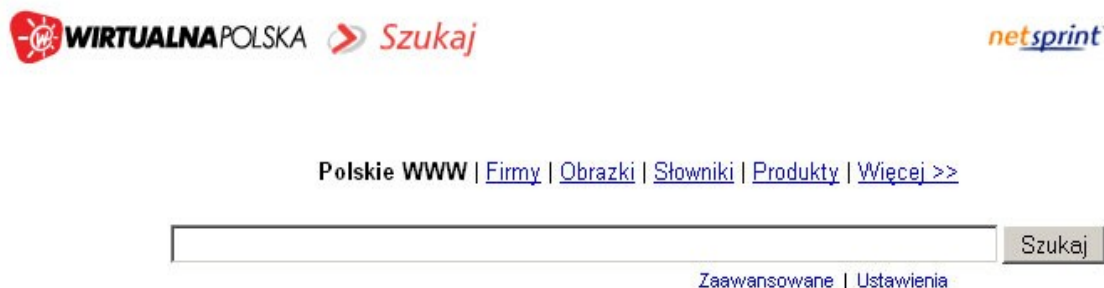 WIRTUALNAPOLSKA Szukaj netsprint
Polskie WWW | Firmy | Obrazki | Słowniki | Produkty | Więcej >>
Szukaj
Zaawansowane | Ustawienia